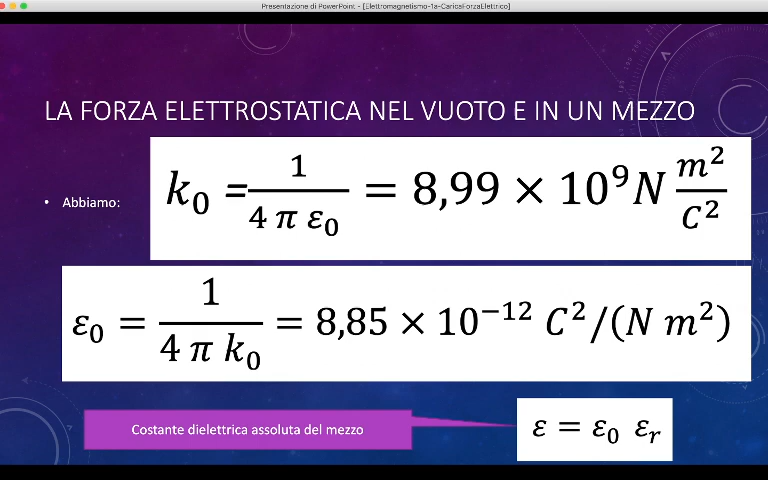 Presentazione di PowerPoint - [Elettromagnetismo-1a-CaricaForzaElettrico]
LA FORZA ELETTROSTATICA NEL VUOTO E IN UN MEZZO
• Abbiamo:
k₀ = 1 / (4 π ε₀) = 8,99 × 10⁹ N m²/C²
ε₀ = 1 / (4 π k₀) = 8,85 × 10⁻¹² C²/(N m²)
Costante dielettrica assoluta del mezzo
ε = ε₀ εᵣ